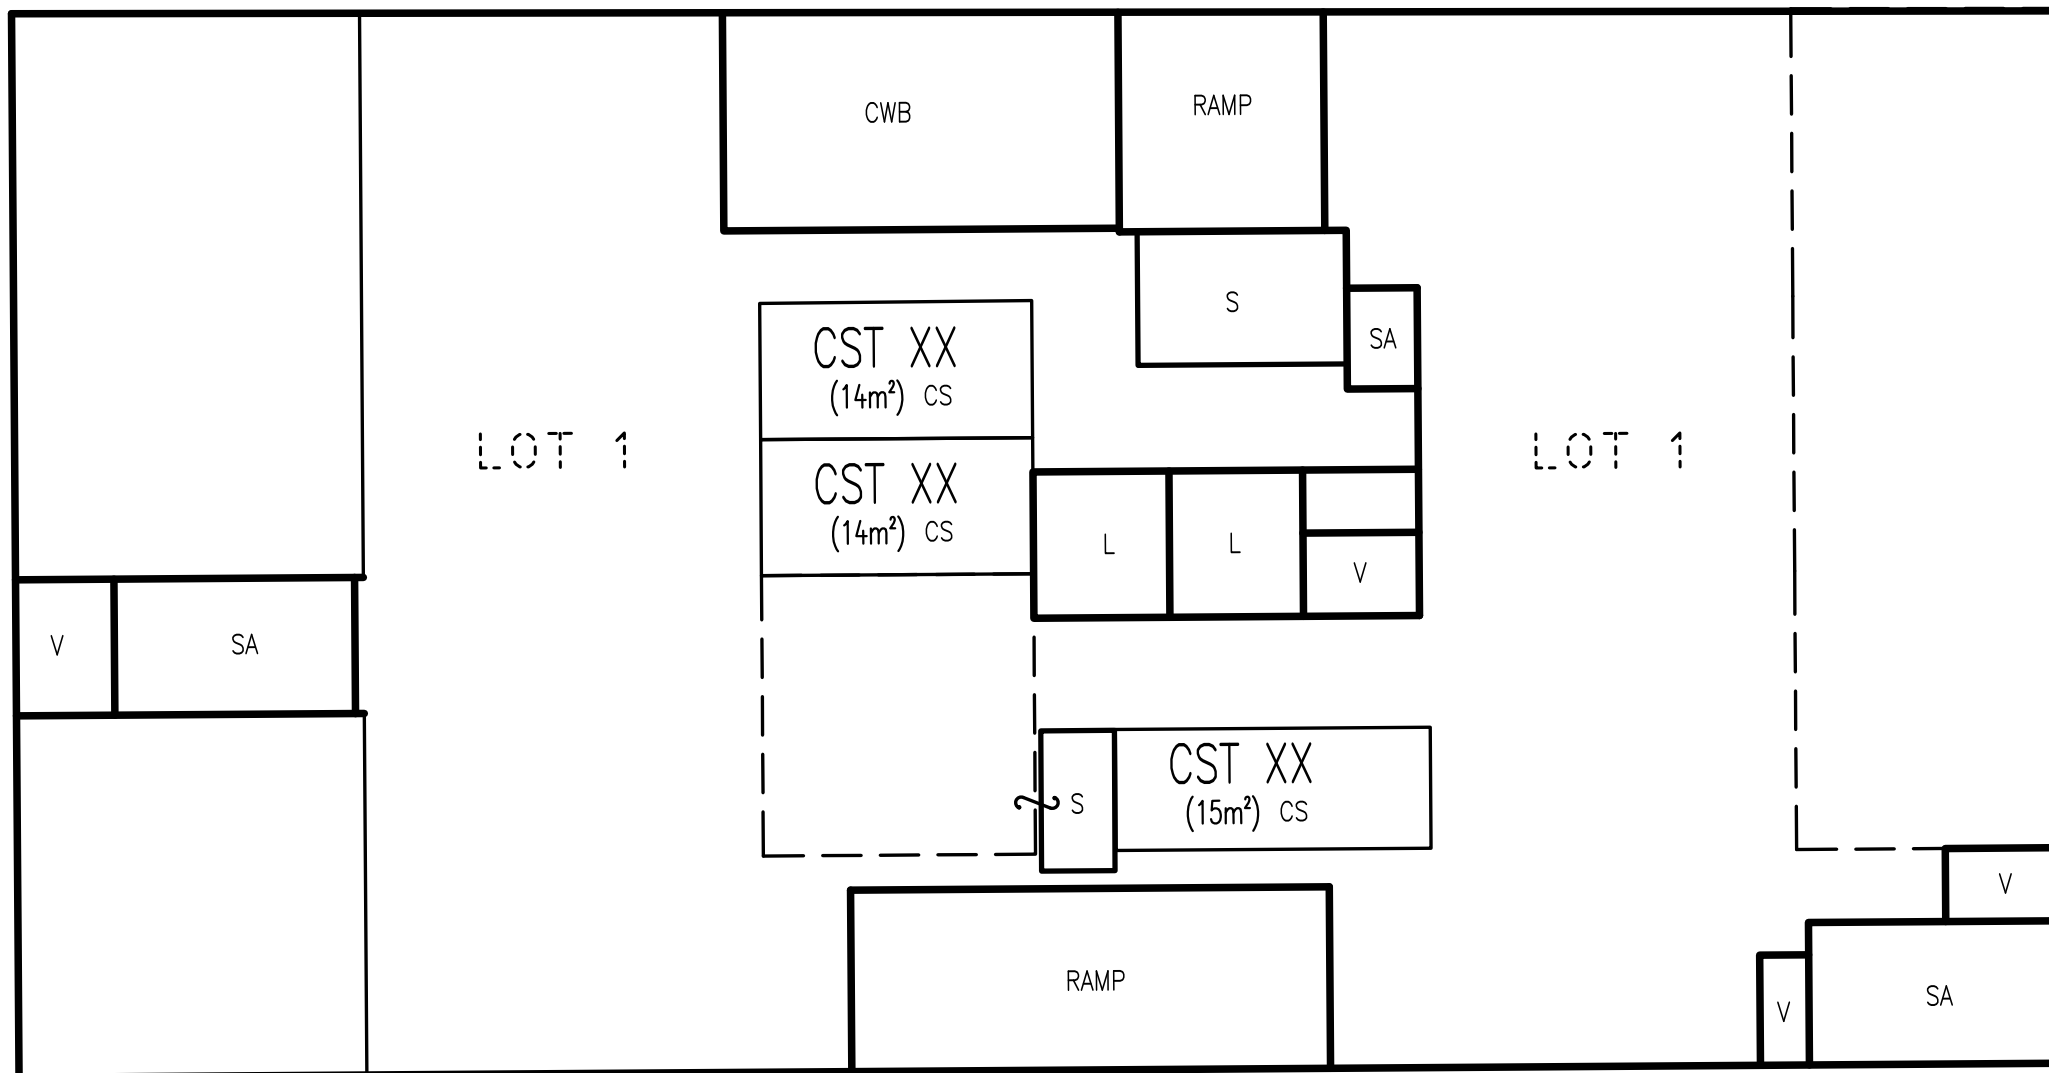 CWB
RAMP
S
SA
CST XX
(14m²) CS
LOT 1
LOT 1
CST XX
(14m²) CS
L
L
V
V
SA
CST XX
(15m²) CS
S
V
RAMP
SA
V